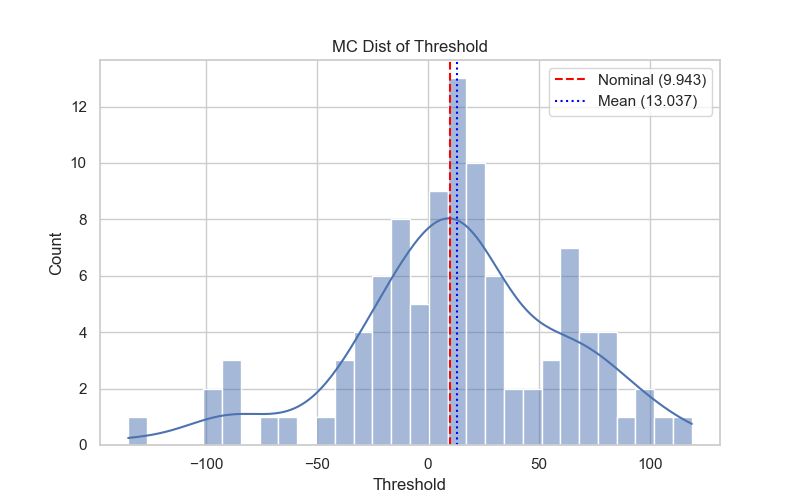 MC Dist of Threshold
Nominal (9.943)
Mean (13.037)
Count
12
10
8
6
4
2
0
−100
−50
0
50
100
Threshold